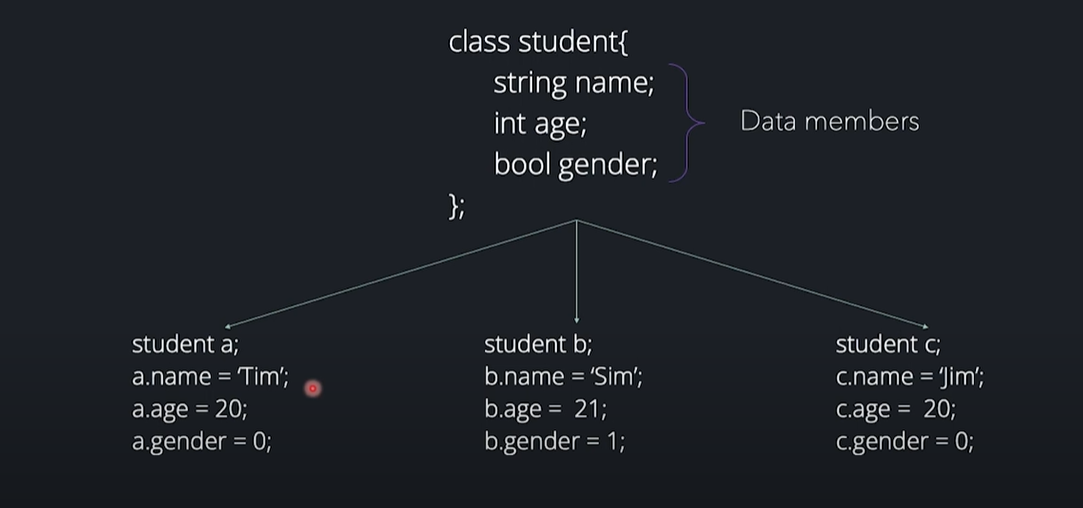 class student{
string name;
int age;
bool gender;
Data members
};
student a;
a.name = ‘Tim’;
a.age = 20;
a.gender = 0;
student b;
b.name = ‘Sim’;
b.age =  21;
b.gender = 1;
student c;
c.name = ‘Jim’;
c.age =  20;
c.gender = 0;